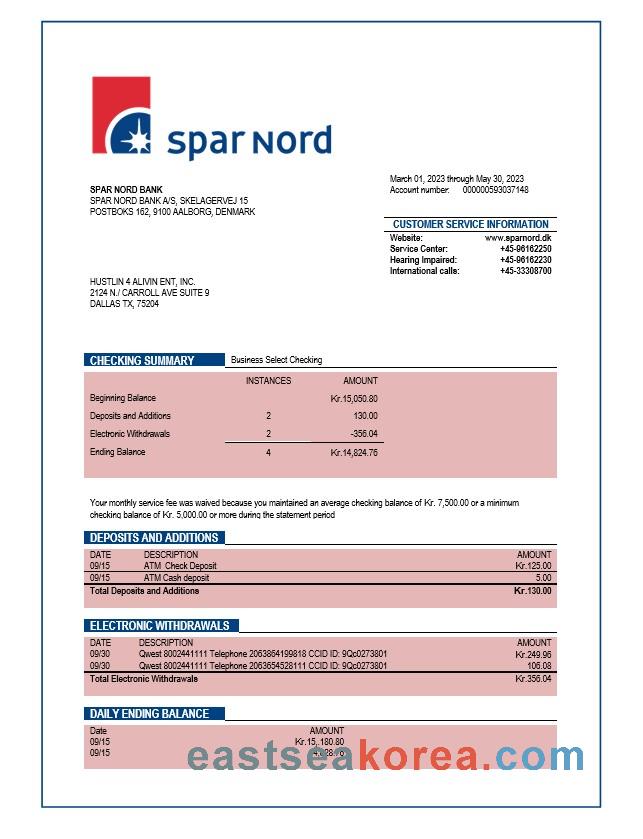 spar nord
SPAR NORD BANK
SPAR NORD BANK A/S, SKELAGERVEJ 15
POSTBOKS 162, 9100 AALBORG, DENMARK
March 01, 2023 through May 30, 2023
Account number: 000000593037148
CUSTOMER SERVICE INFORMATION
Website: www.sparnord.dk
Service Center: +45-96162250
Hearing Impaired: +45-96162230
International calls: +45-33308700
HUSTLIN 4 ALIVIN ENT, INC.
2124 N./ CARROLL AVE SUITE 9
DALLAS TX, 75204
CHECKING SUMMARY Business Select Checking
INSTANCES AMOUNT
Beginning Balance Kr.15,050.80
Deposits and Additions 2 130.00
Electronic Withdrawals 2 -356.04
Ending Balance 4 Kr.14,824.76
Your monthly service fee was waived because you maintained an average checking balance of Kr. 7,500.00 or a minimum
checking balance of Kr. 5,000.00 or more during the statement period
DEPOSITS AND ADDITIONS
DATE DESCRIPTION AMOUNT
09/15 ATM Check Deposit Kr.125.00
09/15 ATM Cash deposit 5.00
Total Deposits and Additions Kr.130.00
ELECTRONIC WITHDRAWALS
DATE DESCRIPTION AMOUNT
09/30 Qwest 8002441111 Telephone 2063864199818 CCID ID: 9Qc0273801 Kr.249.96
09/30 Qwest 8002441111 Telephone 2063654528111 CCID ID: 9Qc0273801 106.08
Total Electronic Withdrawals Kr.356.04
DAILY ENDING BALANCE
Date AMOUNT
09/15 Kr.15,.180.80
09/15
eastseakorea.com